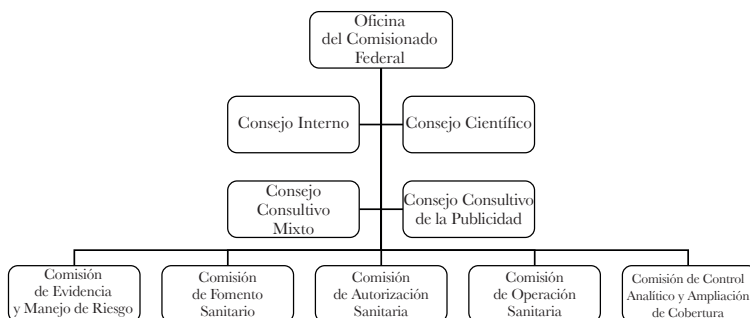 Oficina
del Comisionado
Federal
Consejo Interno
Consejo Científico
Consejo
Consultivo
Mixto
Consejo Consultivo
de la Publicidad
Comisión
de Evidencia
y Manejo de Riesgo
Comisión
de Fomento
Sanitario
Comisión
de Autorización
Sanitaria
Comisión
de Operación
Sanitaria
Comisión de Control
Analítico y Ampliación
de Cobertura